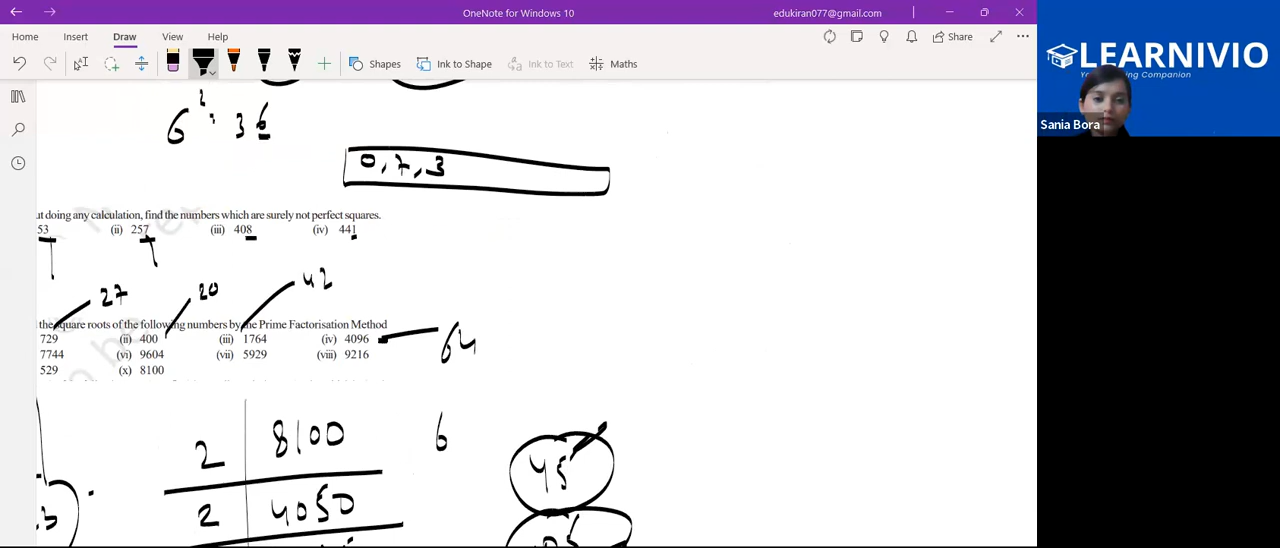 OneNote for Windows 10
edukiran077@gmail.com
Home Insert Draw View Help
Share
Shapes Ink to Shape Ink to Text Maths
LEARNIVIO
Sania Bora
6² : 36
0, 7, 3
ut doing any calculation, find the numbers which are surely not perfect squares.
53 (ii) 257 (iii) 408 (iv) 441
27 20 42
the square roots of the following numbers by the Prime Factorisation Method
729 (ii) 400 (iii) 1764 (iv) 4096 64
7744 (vi) 9604 (vii) 5929 (viii) 9216
529 (x) 8100
2 8100 6 45
2 4050